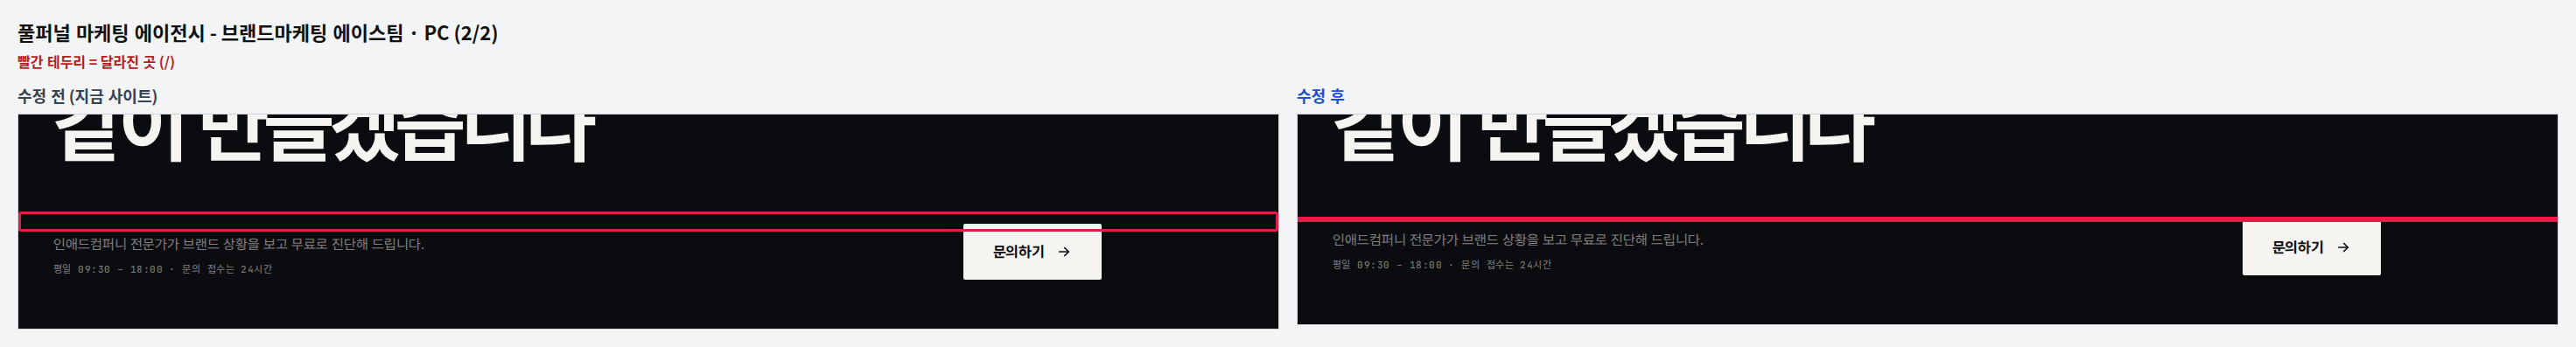 풀퍼널 마케팅 에이전시 - 브랜드마케팅 에이스팀 · PC (2/2)
빨간 테두리 = 달라진 곳 (/)
수정 전 (지금 사이트)
같이 만들겠습니다
인애드컴퍼니 전문가가 브랜드 상황을 보고 무료로 진단해 드립니다.
평일 09:30 – 18:00 · 문의 접수는 24시간
문의하기 →
수정 후
같이 만들겠습니다
인애드컴퍼니 전문가가 브랜드 상황을 보고 무료로 진단해 드립니다.
평일 09:30 – 18:00 · 문의 접수는 24시간
문의하기 →